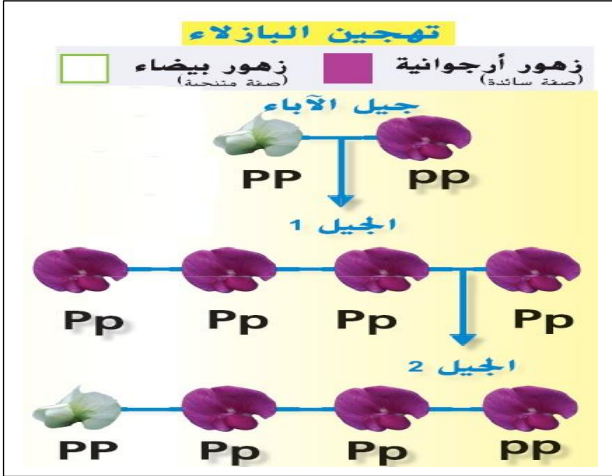 تهجين البازلاء
زهور أرجوانية زهور بيضاء
(صفة سائدة) (صفة متنحية)
جيل الآباء
PP pp
الجيل 1
Pp Pp Pp Pp
الجيل 2
PP Pp Pp pp